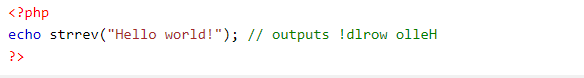 <?php
echo strrev("Hello world!"); // outputs !dlrow olleH
?>